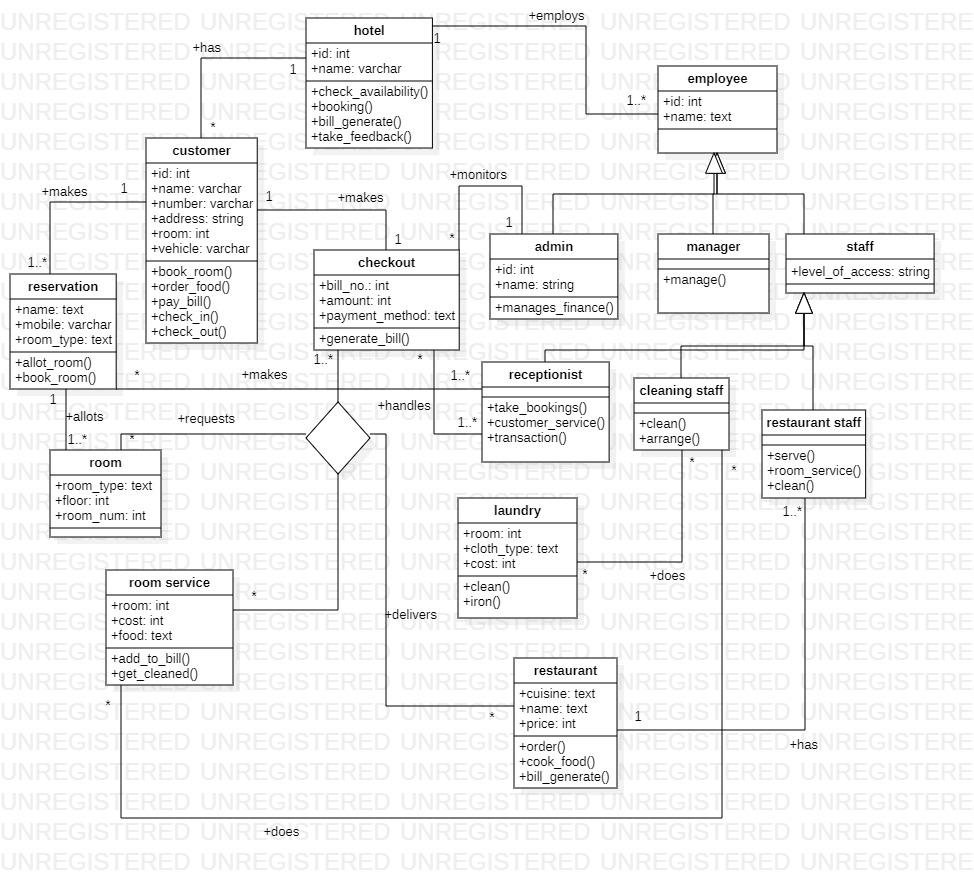 hotel
+id: int
+name: varchar
+check_availability()
+booking()
+bill_generate()
+take_feedback()
+employs
1
1..*
+has
1
*
employee
+id: int
+name: text
customer
+id: int
+name: varchar
+number: varchar
+address: string
+room: int
+vehicle: varchar
+book_room()
+order_food()
+pay_bill()
+check_in()
+check_out()
+makes
1
1..*
1
+makes
1
+monitors
1
*
checkout
+bill_no.: int
+amount: int
+payment_method: text
+generate_bill()
admin
+id: int
+name: string
+manages_finance()
manager
+manage()
staff
+level_of_access: string
reservation
+name: text
+mobile: varchar
+room_type: text
+allot_room()
+book_room()
*
+makes
1..*
1..*
*
+handles
1..*
receptionist
+take_bookings()
+customer_service()
+transaction()
cleaning staff
+clean()
+arrange()
restaurant staff
+serve()
+room_service()
+clean()
1
+allots
1..*
*
+requests
room
+room_type: text
+floor: int
+room_num: int
laundry
+room: int
+cloth_type: text
+cost: int
+clean()
+iron()
*
*
+does
*
1..*
room service
+room: int
+cost: int
+food: text
+add_to_bill()
+get_cleaned()
*
+delivers
*
restaurant
+cuisine: text
+name: text
+price: int
+order()
+cook_food()
+bill_generate()
1
+has
*
+does
UNREGISTERED UNREGISTERED UNREGISTERED UNREGISTERED UNREGISTERED